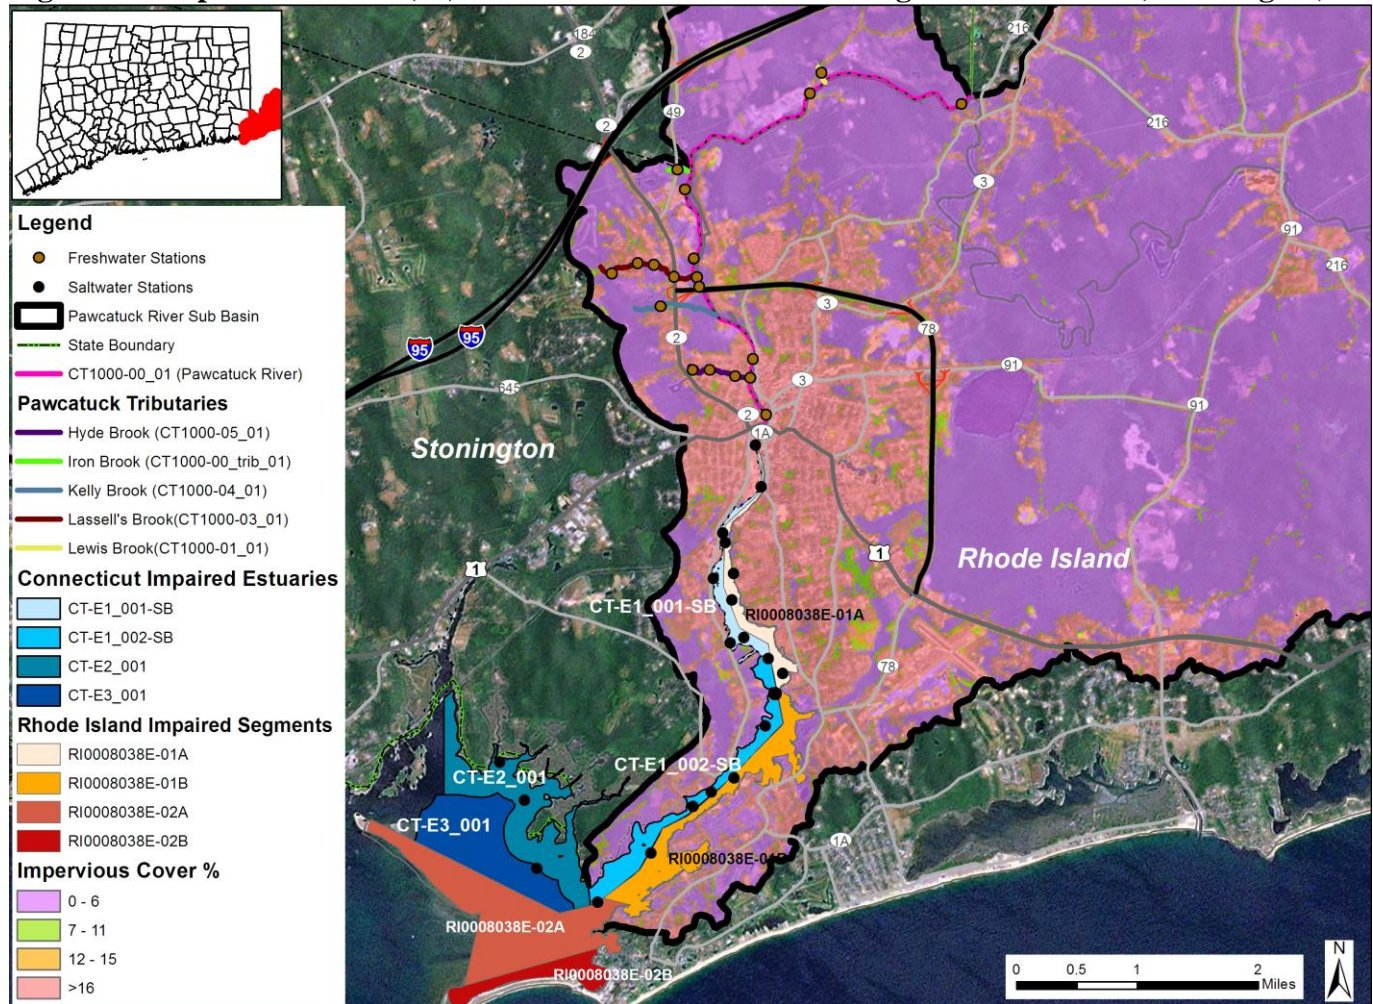 Legend
Freshwater Stations
Saltwater Stations
Pawcatuck River Sub Basin
State Boundary
CT1000-00_01 (Pawcatuck River)
Pawcatuck Tributaries
Hyde Brook (CT1000-05_01)
Iron Brook (CT1000-00_trib_01)
Kelly Brook (CT1000-04_01)
Lassell's Brook(CT1000-03_01)
Lewis Brook(CT1000-01_01)
Connecticut Impaired Estuaries
CT-E1_001-SB
CT-E1_002-SB
CT-E2_001
CT-E3_001
Rhode Island Impaired Segments
RI0008038E-01A
RI0008038E-01B
RI0008038E-02A
RI0008038E-02B
Impervious Cover %
0 - 6
7 - 11
12 - 15
>16
184
2
216
49
2
216
3
91
216
3
78
95
95
2
91
645
3
91
2
1A
Stonington
1
Rhode Island
1
CT-E1_001-SB
RI0008038E-01A
78
CT-E1_002-SB
CT-E2_001
CT-E3_001
1A
RI0008038E-01B
RI0008038E-02A
RI0008038E-02B
N
0 0.5 1 2
Miles